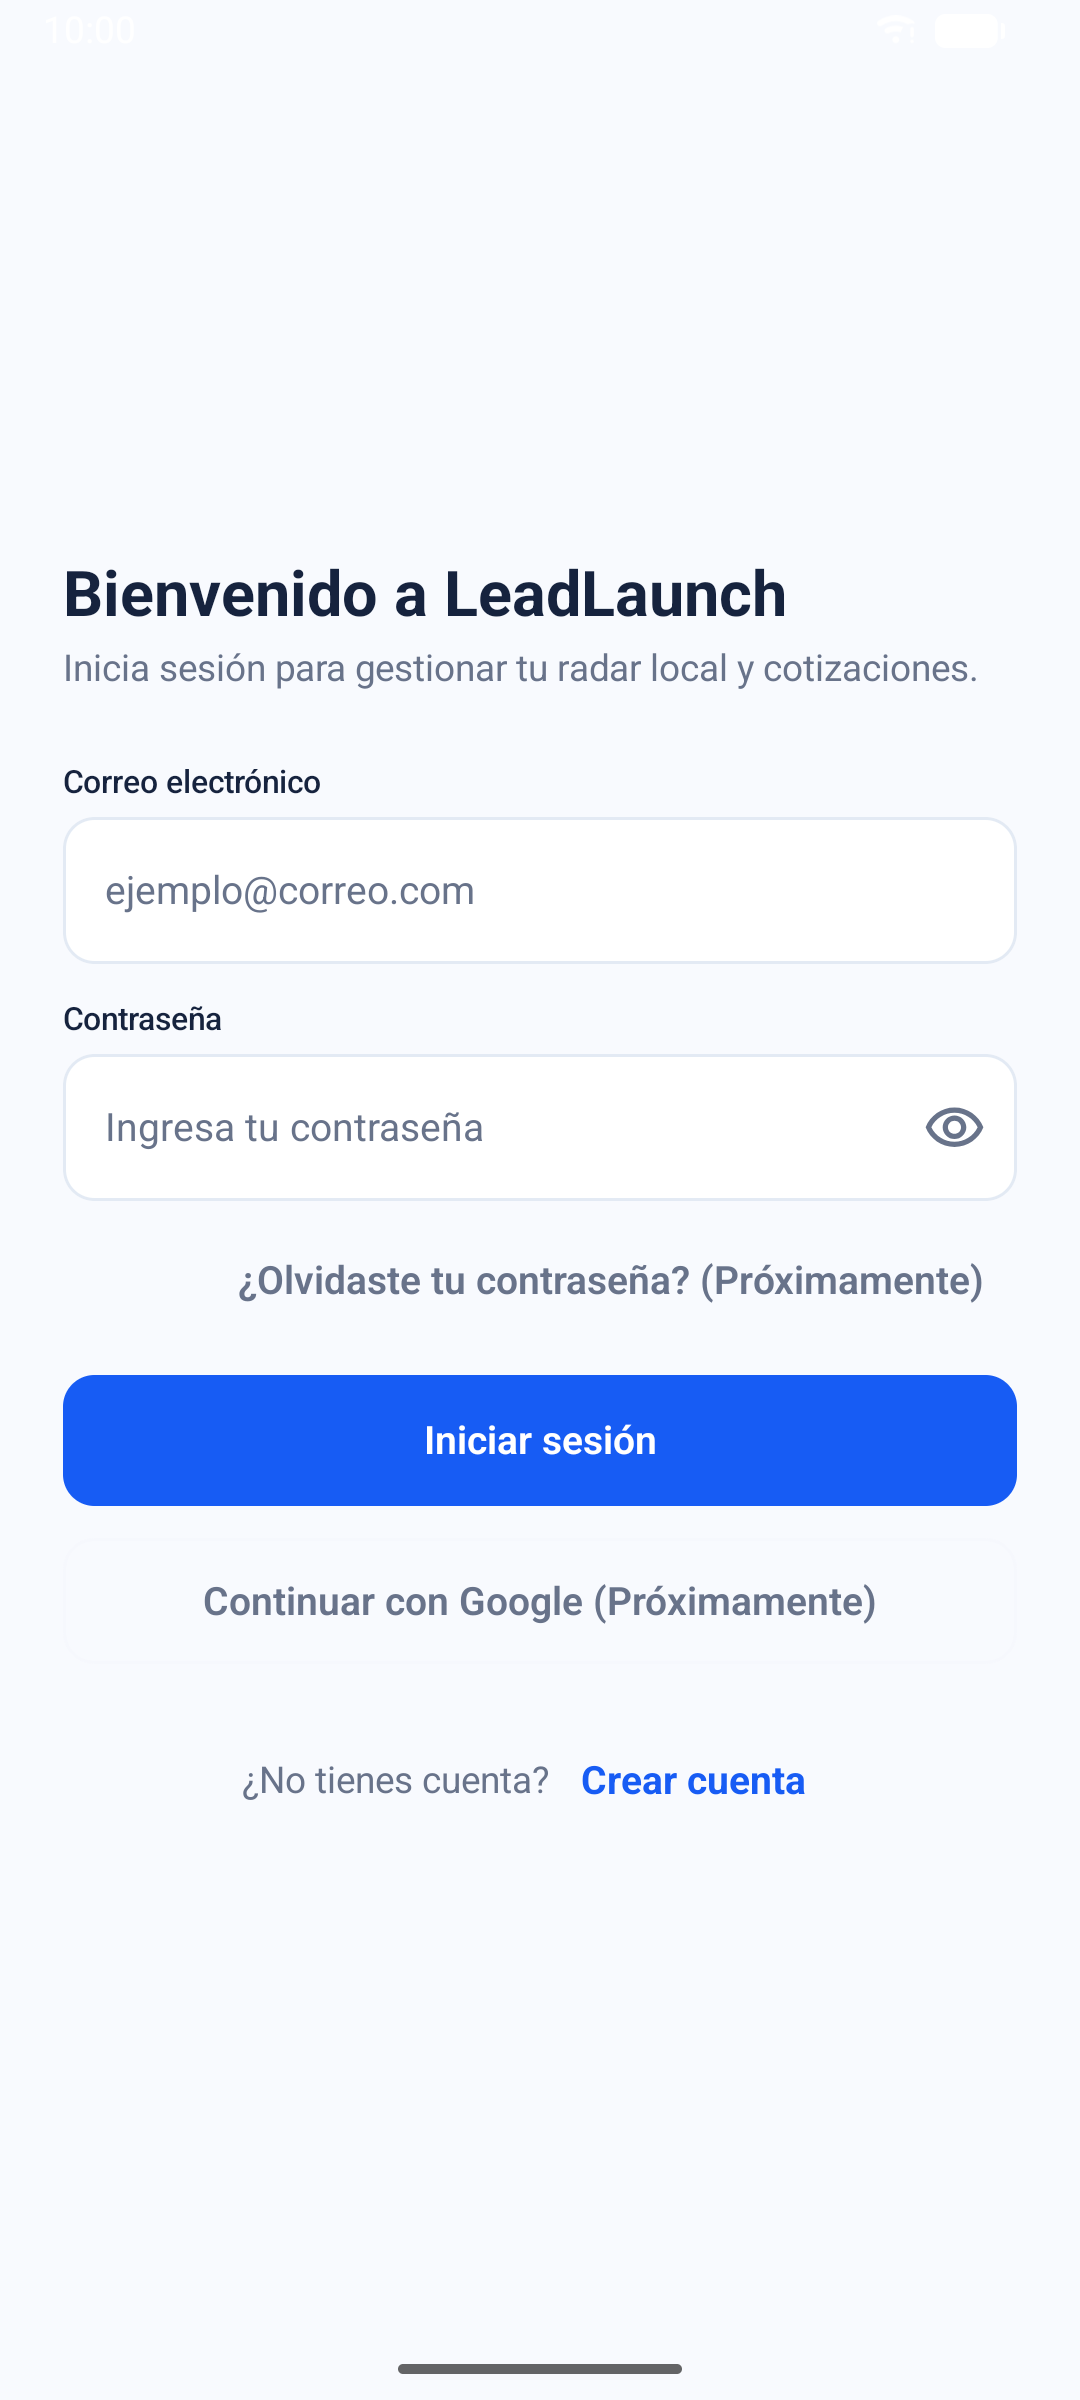 10:00
Bienvenido a LeadLaunch
Inicia sesión para gestionar tu radar local y cotizaciones.
Correo electrónico
ejemplo@correo.com
Contraseña
Ingresa tu contraseña
¿Olvidaste tu contraseña? (Próximamente)
Iniciar sesión
Continuar con Google (Próximamente)
¿No tienes cuenta? Crear cuenta